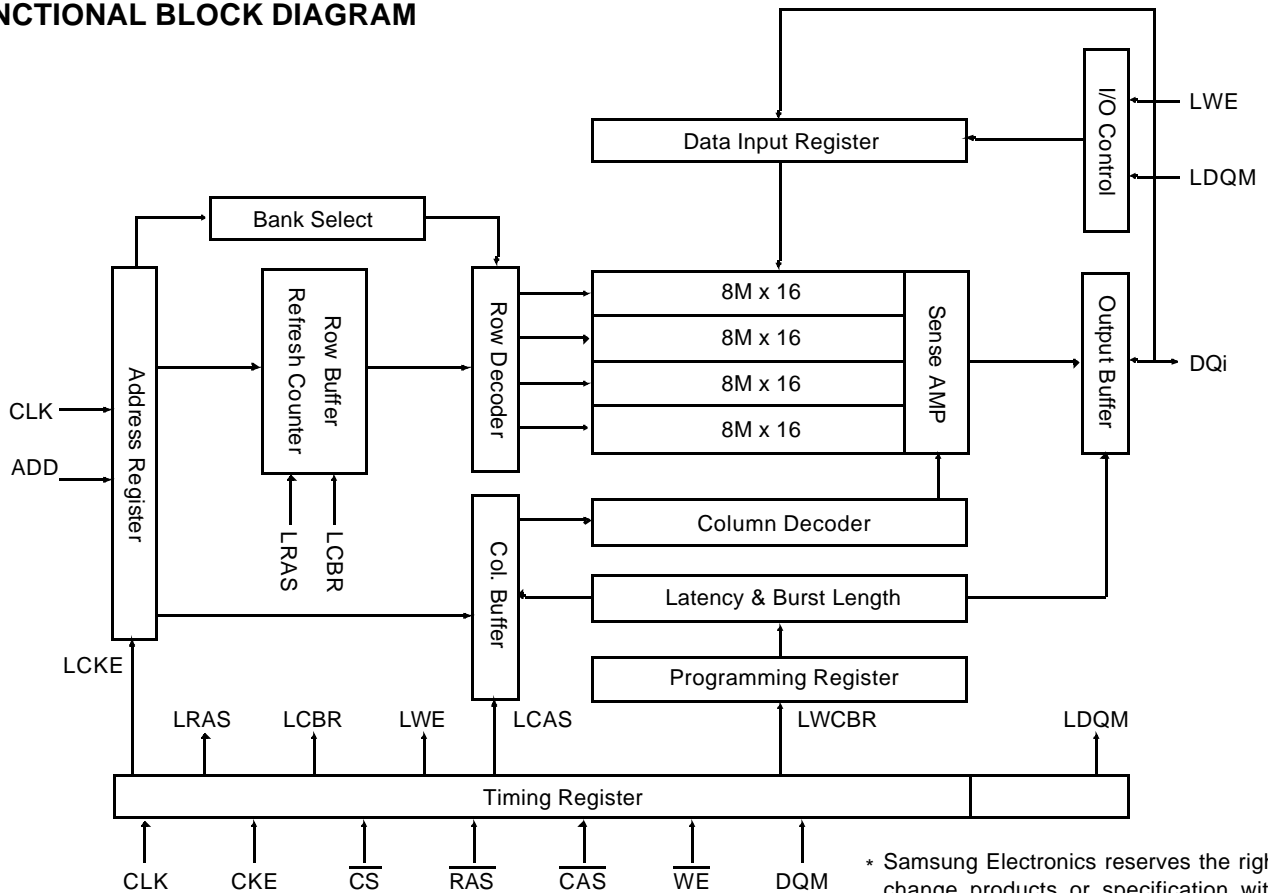 NCTIONAL BLOCK DIAGRAM
I/O Control
LWE
LDQM
Data Input Register
Bank Select
Address Register
Row Buffer
Refresh Counter
Row Decoder
8M x 16
8M x 16
8M x 16
8M x 16
Sense AMP
Output Buffer
DQi
CLK
ADD
LRAS
LCBR
Col. Buffer
Column Decoder
Latency & Burst Length
Programming Register
LCKE
LRAS
LCBR
LWE
LCAS
LWCBR
LDQM
Timing Register
CLK
CKE
CS
RAS
CAS
WE
DQM
* Samsung Electronics reserves the righ
change products or specification wit